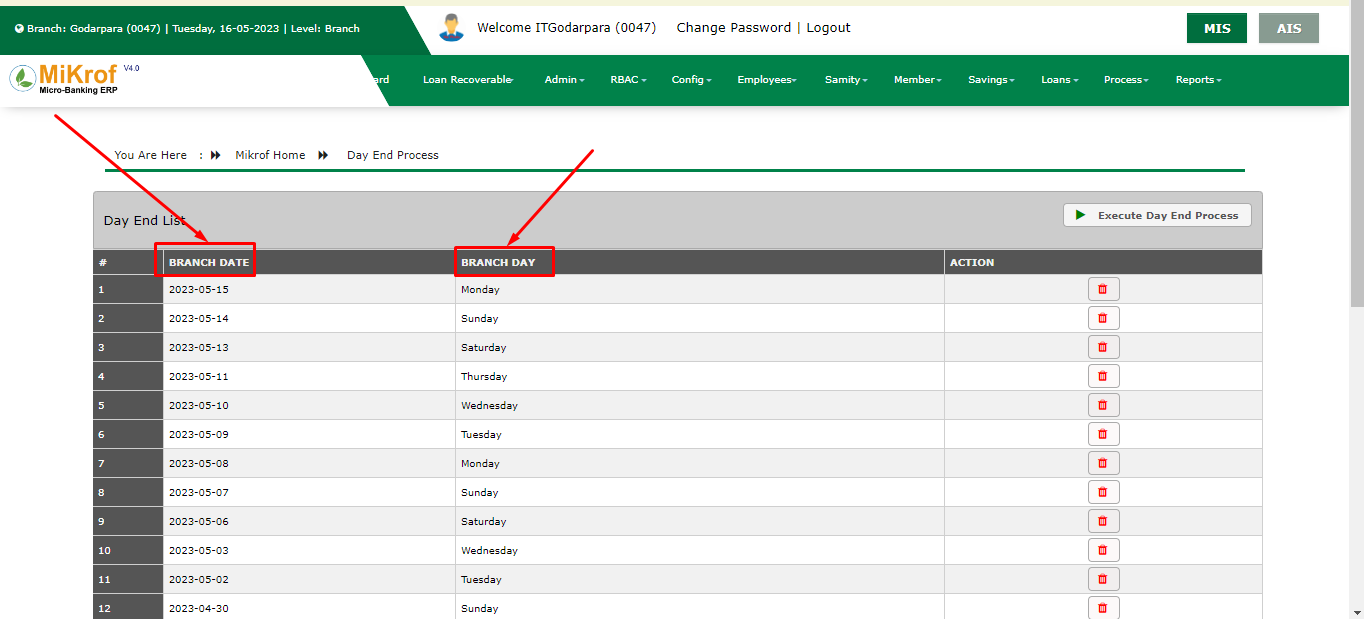 Branch: Godarpara (0047) | Tuesday, 16-05-2023 | Level: Branch
Welcome ITGodarpara (0047) Change Password | Logout
MIS AIS
MiKrof V4.0
Micro-Banking ERP
ard Loan Recoverable Admin RBAC Config Employees Samity Member Savings Loans Process Reports
You Are Here : Mikrof Home Day End Process
Day End List
Execute Day End Process
# BRANCH DATE BRANCH DAY ACTION
1 2023-05-15 Monday
2 2023-05-14 Sunday
3 2023-05-13 Saturday
4 2023-05-11 Thursday
5 2023-05-10 Wednesday
6 2023-05-09 Tuesday
7 2023-05-08 Monday
8 2023-05-07 Sunday
9 2023-05-06 Saturday
10 2023-05-03 Wednesday
11 2023-05-02 Tuesday
12 2023-04-30 Sunday